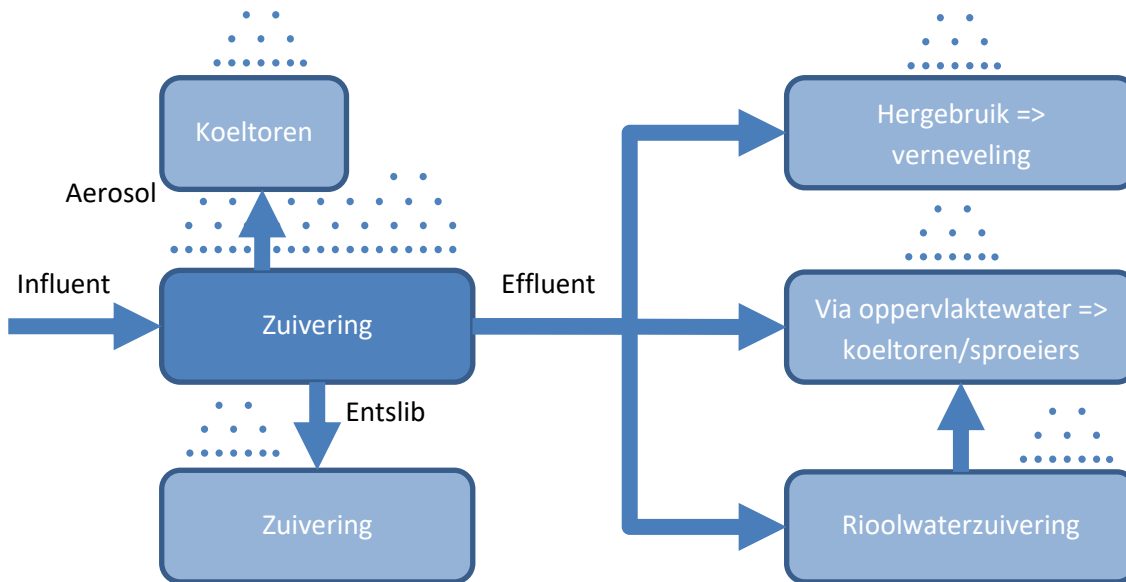 Koeltoren
Aerosol
Influent
Zuivering
Entslib
Zuivering
Effluent
Hergebruik =>
verneveling
Via oppervlaktewater =>
koeltoren/sproeiers
Rioolwaterzuivering